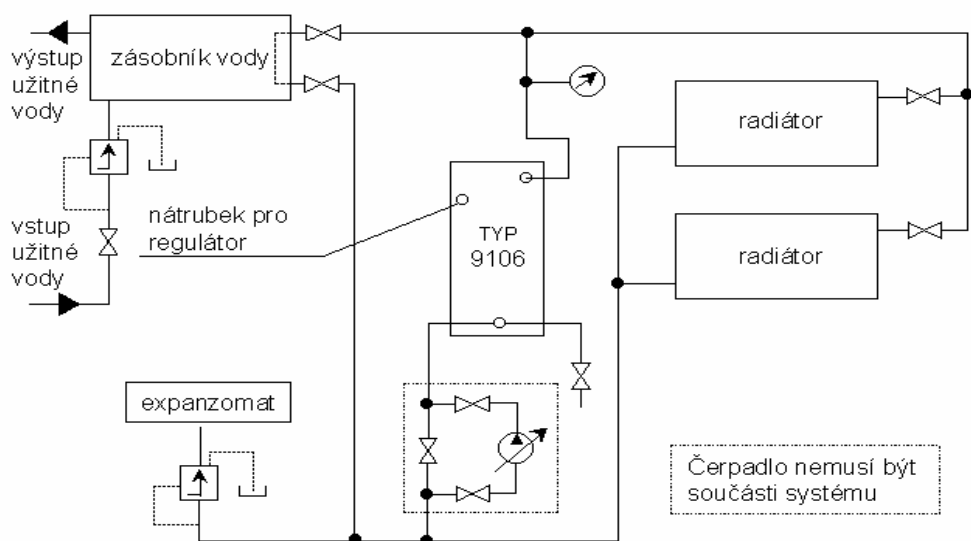 výstup
užitné
vody
zásobník vody
radiátor
nátrubek pro
regulátor
TYP
9106
vstup
užitné
vody
radiátor
expanzomat
Čerpadlo nemusí být
součásti systému